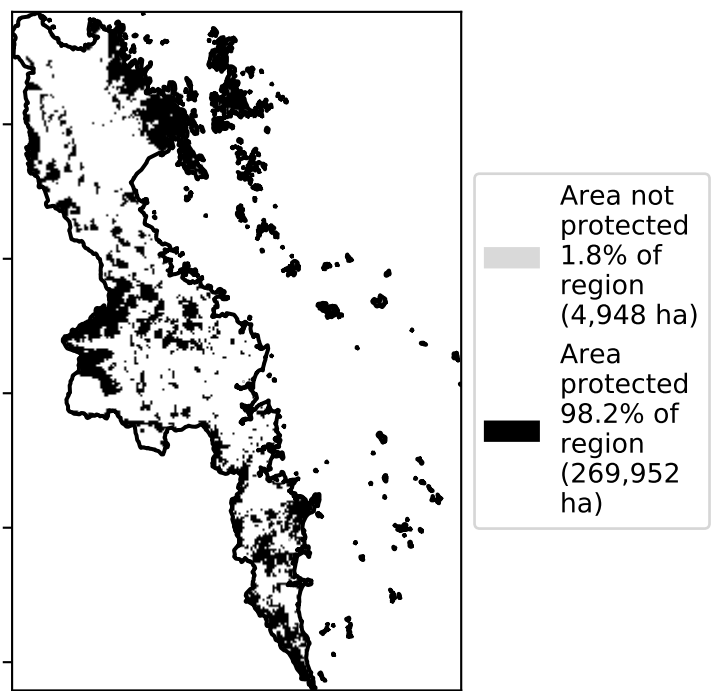 Area not
protected
1.8% of
region
(4,948 ha)
Area
protected
98.2% of
region
(269,952
ha)